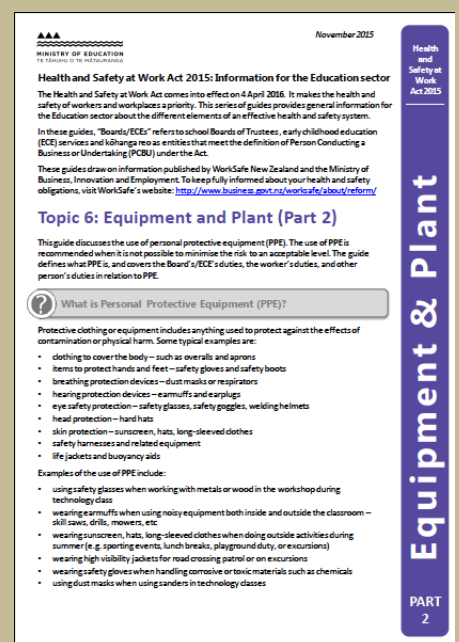 November 2015
MINISTRY OF EDUCATION
TE TĀHUHU O TE MĀTAURANGA
Health and Safety at Work Act 2015: Information for the Education sector
The Health and Safety at Work Act comes into effect on 4 April 2016. It makes the health and
safety of workers and workplaces a priority. This series of guides provides general information for
the Education sector about the different elements of an effective health and safety system.
In these guides, "Boards/ECEs" refers to school Boards of Trustees, early childhood education
(ECE) services and kōhanga reo as entities that meet the definition of Person Conducting a
Business or Undertaking (PCBU) under the Act.
These guides draw on information published by WorkSafe New Zealand and the Ministry of
Business, Innovation and Employment. To keep fully informed about your health and safety
obligations, visit WorkSafe's website: http://www.business.govt.nz/worksafe/about/reform/
Topic 6: Equipment and Plant (Part 2)
This guide discusses the use of personal protective equipment (PPE). The use of PPE is
recommended when it is not possible to minimise the risk to an acceptable level. The guide
defines what PPE is, and covers the Board's/ECE's duties, the worker's duties, and other
person's duties in relation to PPE.
? What is Personal Protective Equipment (PPE)?
Protective clothing or equipment includes anything used to protect against the effects of
contamination or physical harm. Some typical examples are:
• clothing to cover the body – such as overalls and aprons
• items to protect hands and feet – safety gloves and safety boots
• breathing protection devices – dust masks or respirators
• hearing protection devices – earmuffs and earplugs
• eye safety protection – safety glasses, safety goggles, welding helmets
• head protection – hard hats
• skin protection – sunscreen, hats, long-sleeved clothes
• safety harnesses and related equipment
• life jackets and buoyancy aids
Examples of the use of PPE include:
• using safety glasses when working with metals or wood in the workshop during
technology class
• wearing earmuffs when using noisy equipment both inside and outside the classroom –
skill saws, drills, mowers, etc
• wearing sunscreen, hats, long-sleeved clothes when doing outside activities during
summer (e.g. sporting events, lunch breaks, playground duty, or excursions)
• wearing high visibility jackets for road crossing patrol or on excursions
• wearing safety gloves when handling corrosive or toxic materials such as chemicals
• using dust masks when using sanders in technology classes
Health
and
Safety at
Work
Act 2015
Equipment & Plant
PART
2